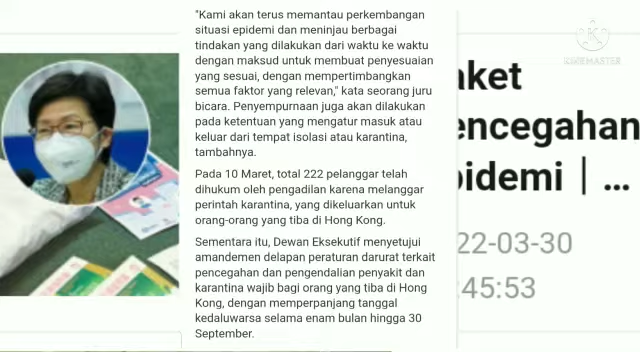 "Kami akan terus memantau perkembangan
situasi epidemi dan meninjau berbagai
tindakan yang dilakukan dari waktu ke waktu
dengan maksud untuk membuat penyesuaian
yang sesuai, dengan mempertimbangkan
semua faktor yang relevan," kata seorang juru
bicara. Penyempurnaan juga akan dilakukan
pada ketentuan yang mengatur masuk atau
keluar dari tempat isolasi atau karantina,
tambahnya.
Pada 10 Maret, total 222 pelanggar telah
dihukum oleh pengadilan karena melanggar
perintah karantina, yang dikeluarkan untuk
orang-orang yang tiba di Hong Kong.
Sementara itu, Dewan Eksekutif menyetujui
amandemen delapan peraturan darurat terkait
pencegahan dan pengendalian penyakit dan
karantina wajib bagi orang yang tiba di Hong
Kong, dengan memperpanjang tanggal
kedaluwarsa selama enam bulan hingga 30
September.
KINEMASTER
aket
encegahan
pidemi | ...
22-03-30
:45:53